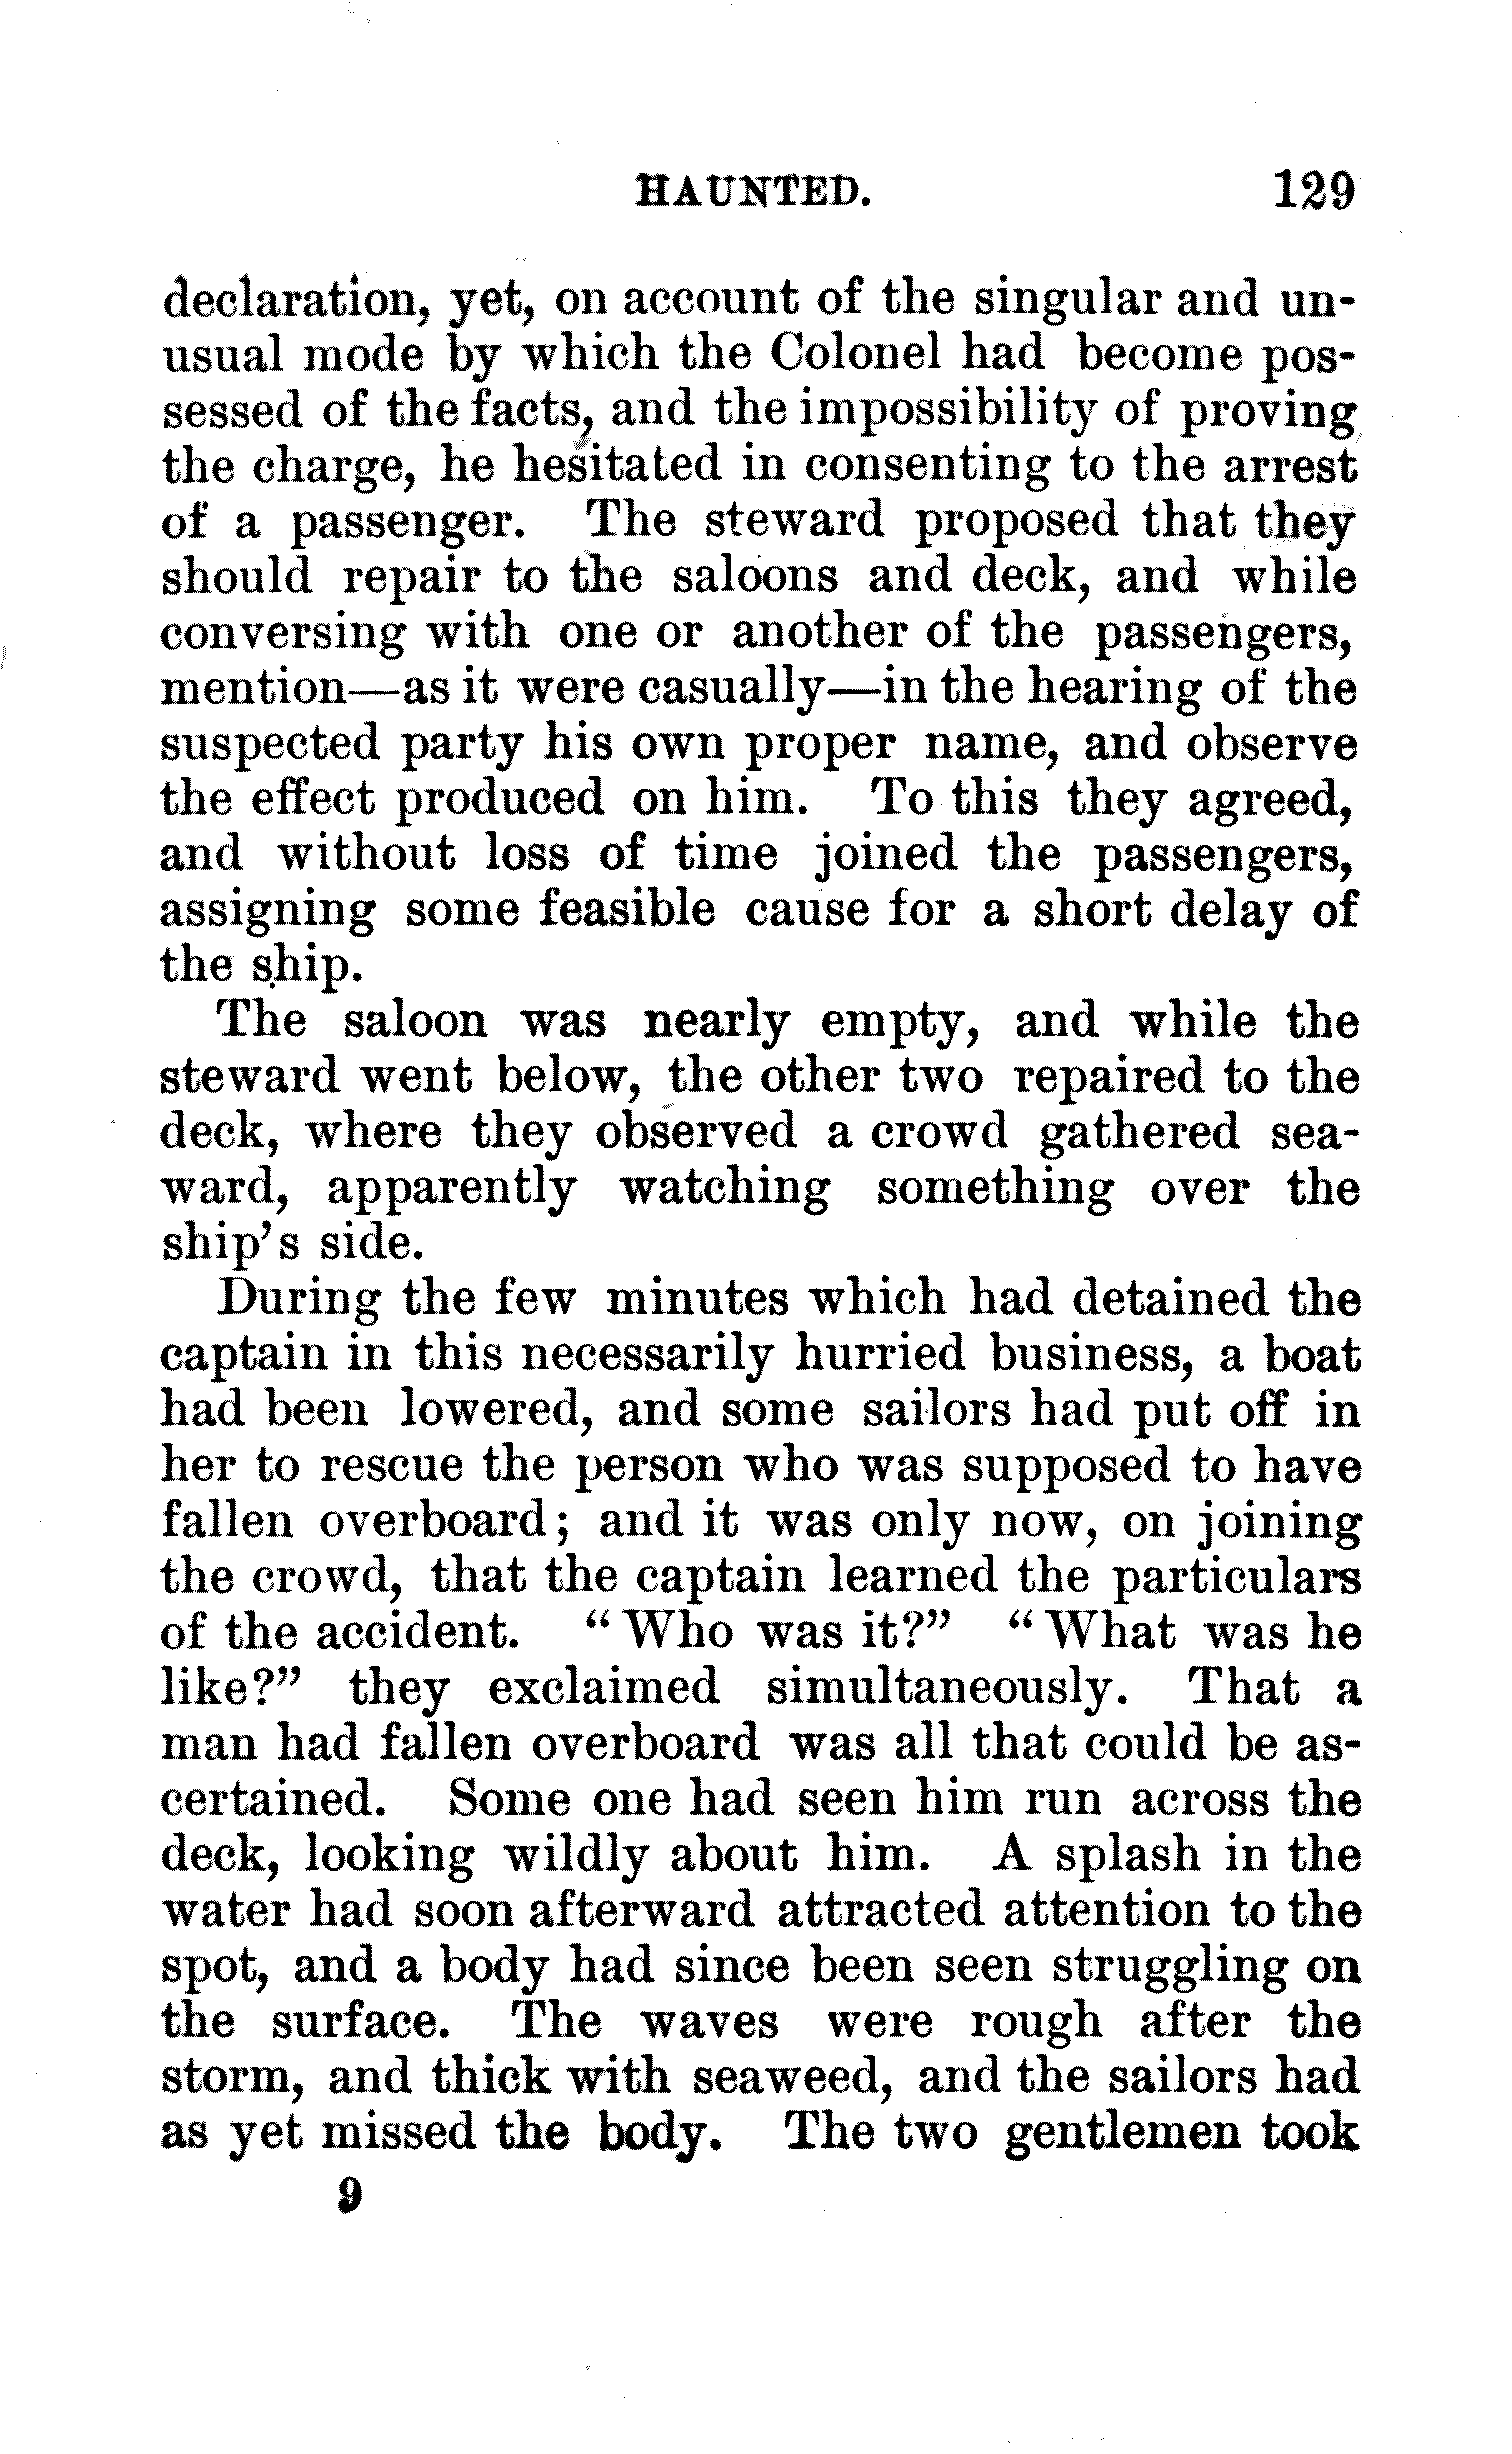 HAUNTED. 129
declaration, yet, on account of the singular and un-
usual mode by which the Colonel had become pos-
sessed of the facts, and the impossibility of proving
the charge, he hesitated in consenting to the arrest
of a passenger. The steward proposed that they
should repair to the saloons and deck, and while
conversing with one or another of the passengers,
mention—as it were casually—in the hearing of the
suspected party his own proper name, and observe
the effect produced on him. To this they agreed,
and without loss of time joined the passengers,
assigning some feasible cause for a short delay of
the ship.
The saloon was nearly empty, and while the
steward went below, the other two repaired to the
deck, where they observed a crowd gathered sea-
ward, apparently watching something over the
ship's side.
During the few minutes which had detained the
captain in this necessarily hurried business, a boat
had been lowered, and some sailors had put off in
her to rescue the person who was supposed to have
fallen overboard; and it was only now, on joining
the crowd, that the captain learned the particulars
of the accident. “Who was it?” “What was he
like?” they exclaimed simultaneously. That a
man had fallen overboard was all that could be as-
certained. Some one had seen him run across the
deck, looking wildly about him. A splash in the
water had soon afterward attracted attention to the
spot, and a body had since been seen struggling on
the surface. The waves were rough after the
storm, and thick with seaweed, and the sailors had
as yet missed the body. The two gentlemen took
9